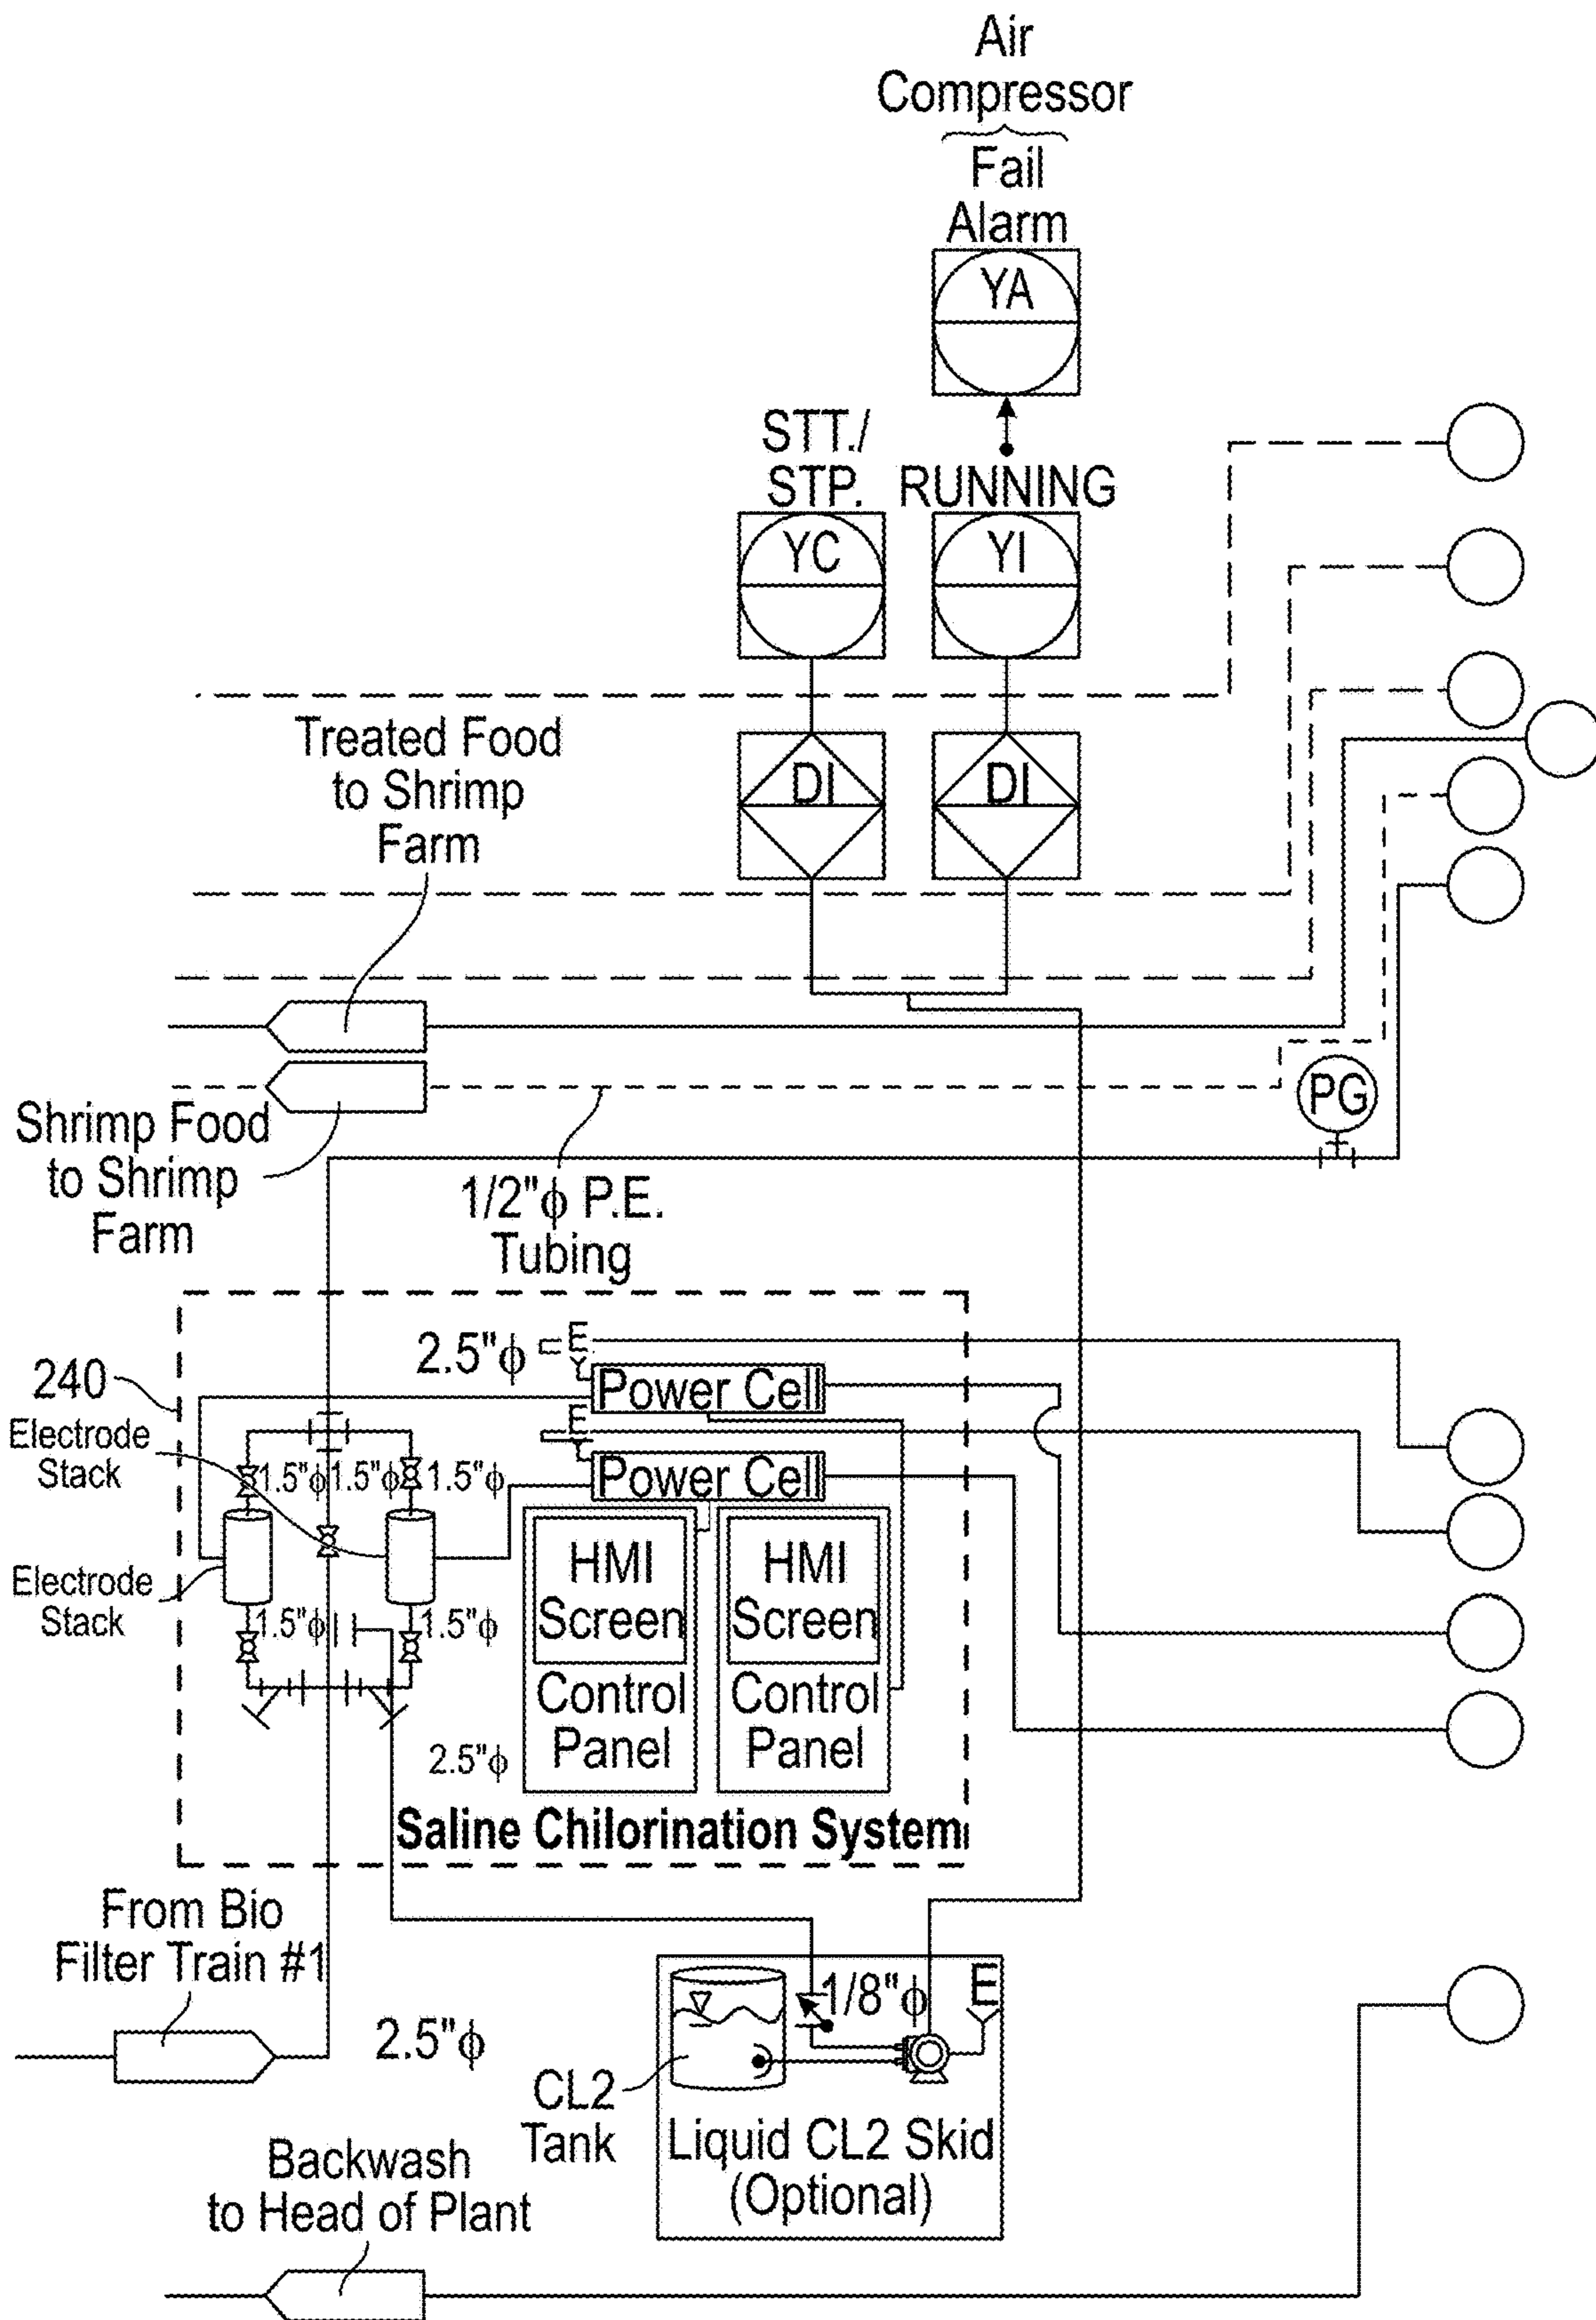 Air
Compressor
Fail
Alarm
YA
STT./
STP.
RUNNING
YC
YI
Treated Food
to Shrimp
Farm
DI
DI
Shrimp Food
to Shrimp
Farm
PG
1/2"ϕ P.E.
Tubing
240
2.5"ϕ
E
Power Cell
Electrode
Stack
E
1.5"ϕ
1.5"ϕ
1.5"ϕ
Power Cell
HMI
Screen
HMI
Screen
Electrode
Stack
1.5"ϕ
1.5"ϕ
Control
Panel
Control
Panel
2.5"ϕ
Saline Chilorination System
From Bio
Filter Train #1
2.5"ϕ
1/8"ϕ
E
CL2
Tank
Liquid CL2 Skid
(Optional)
Backwash
to Head of Plant